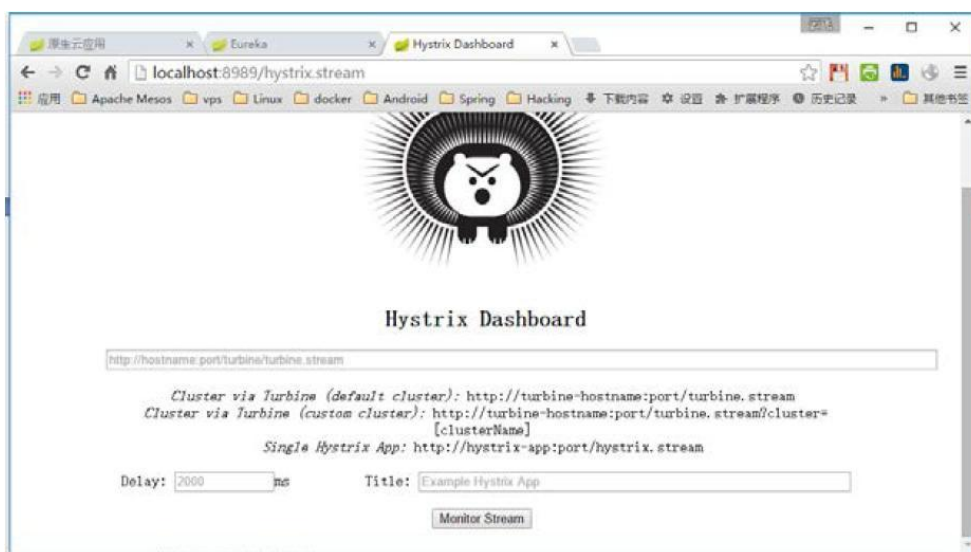 原生云应用
Eureka
Hystrix Dashboard
localhost:8989/hystrix.stream
应用 Apache Mesos vps Linux docker Android Spring Hacking 下载内容 设置 扩展程序 历史记录 » 其他书签
Hystrix Dashboard
http://hostname:port/turbine/turbine.stream
Cluster via Turbine (default cluster): http://turbine-hostname:port/turbine.stream
Cluster via Turbine (custom cluster): http://turbine-hostname:port/turbine.stream?cluster=
[clusterName]
Single Hystrix App: http://hystrix-app:port/hystrix.stream
Delay: 2000 ms Title: Example Hystrix App
Monitor Stream